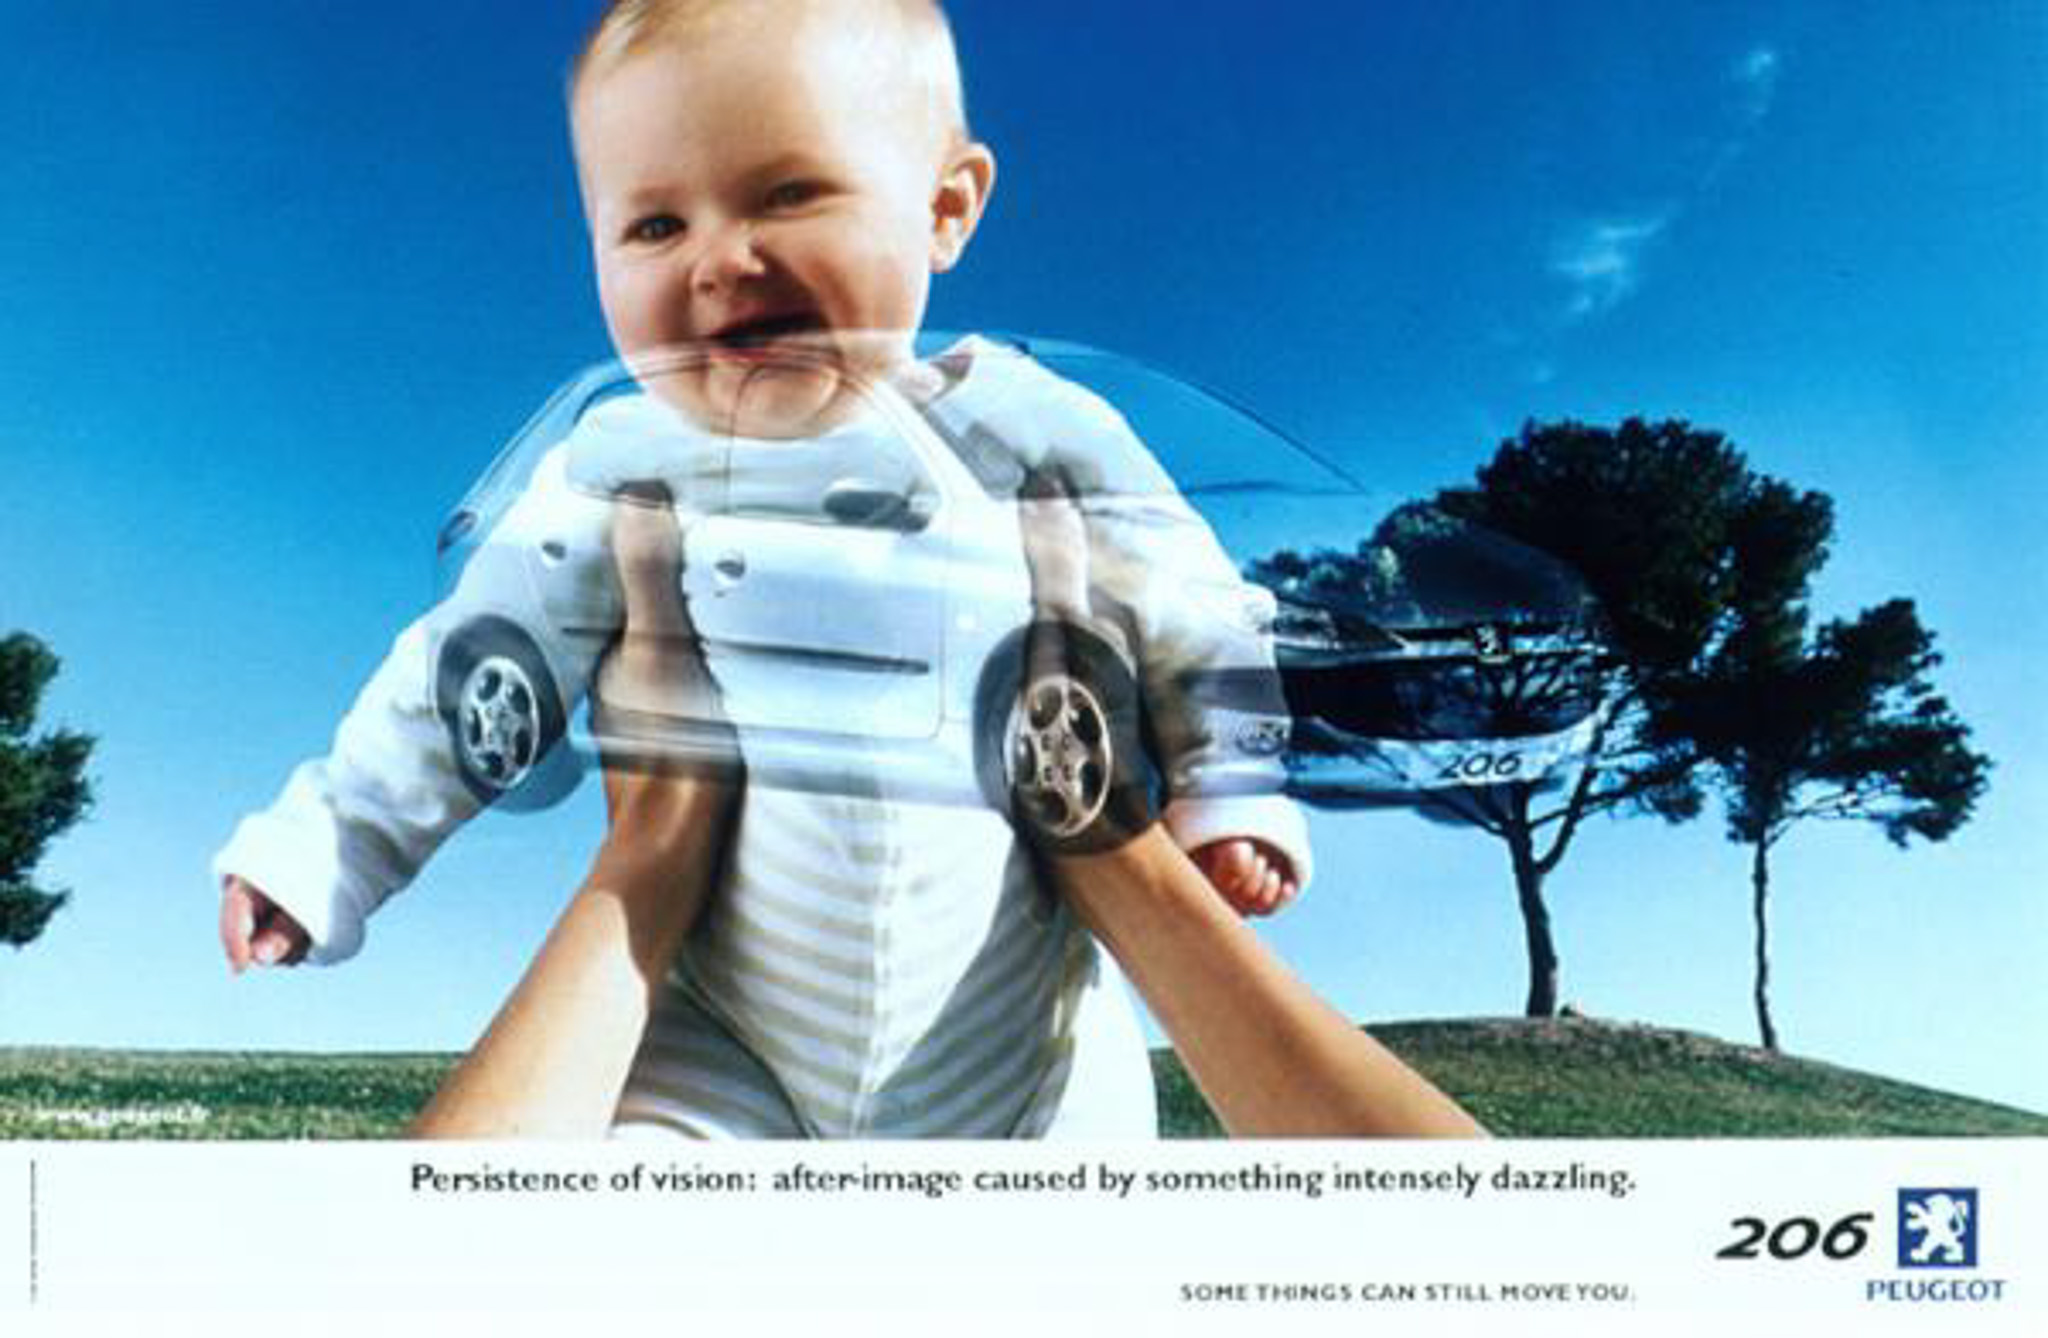 206
www.peugeot.fr
Persistence of vision: after-image caused by something intensely dazzling.
206
PEUGEOT
SOME THINGS CAN STILL MOVE YOU.